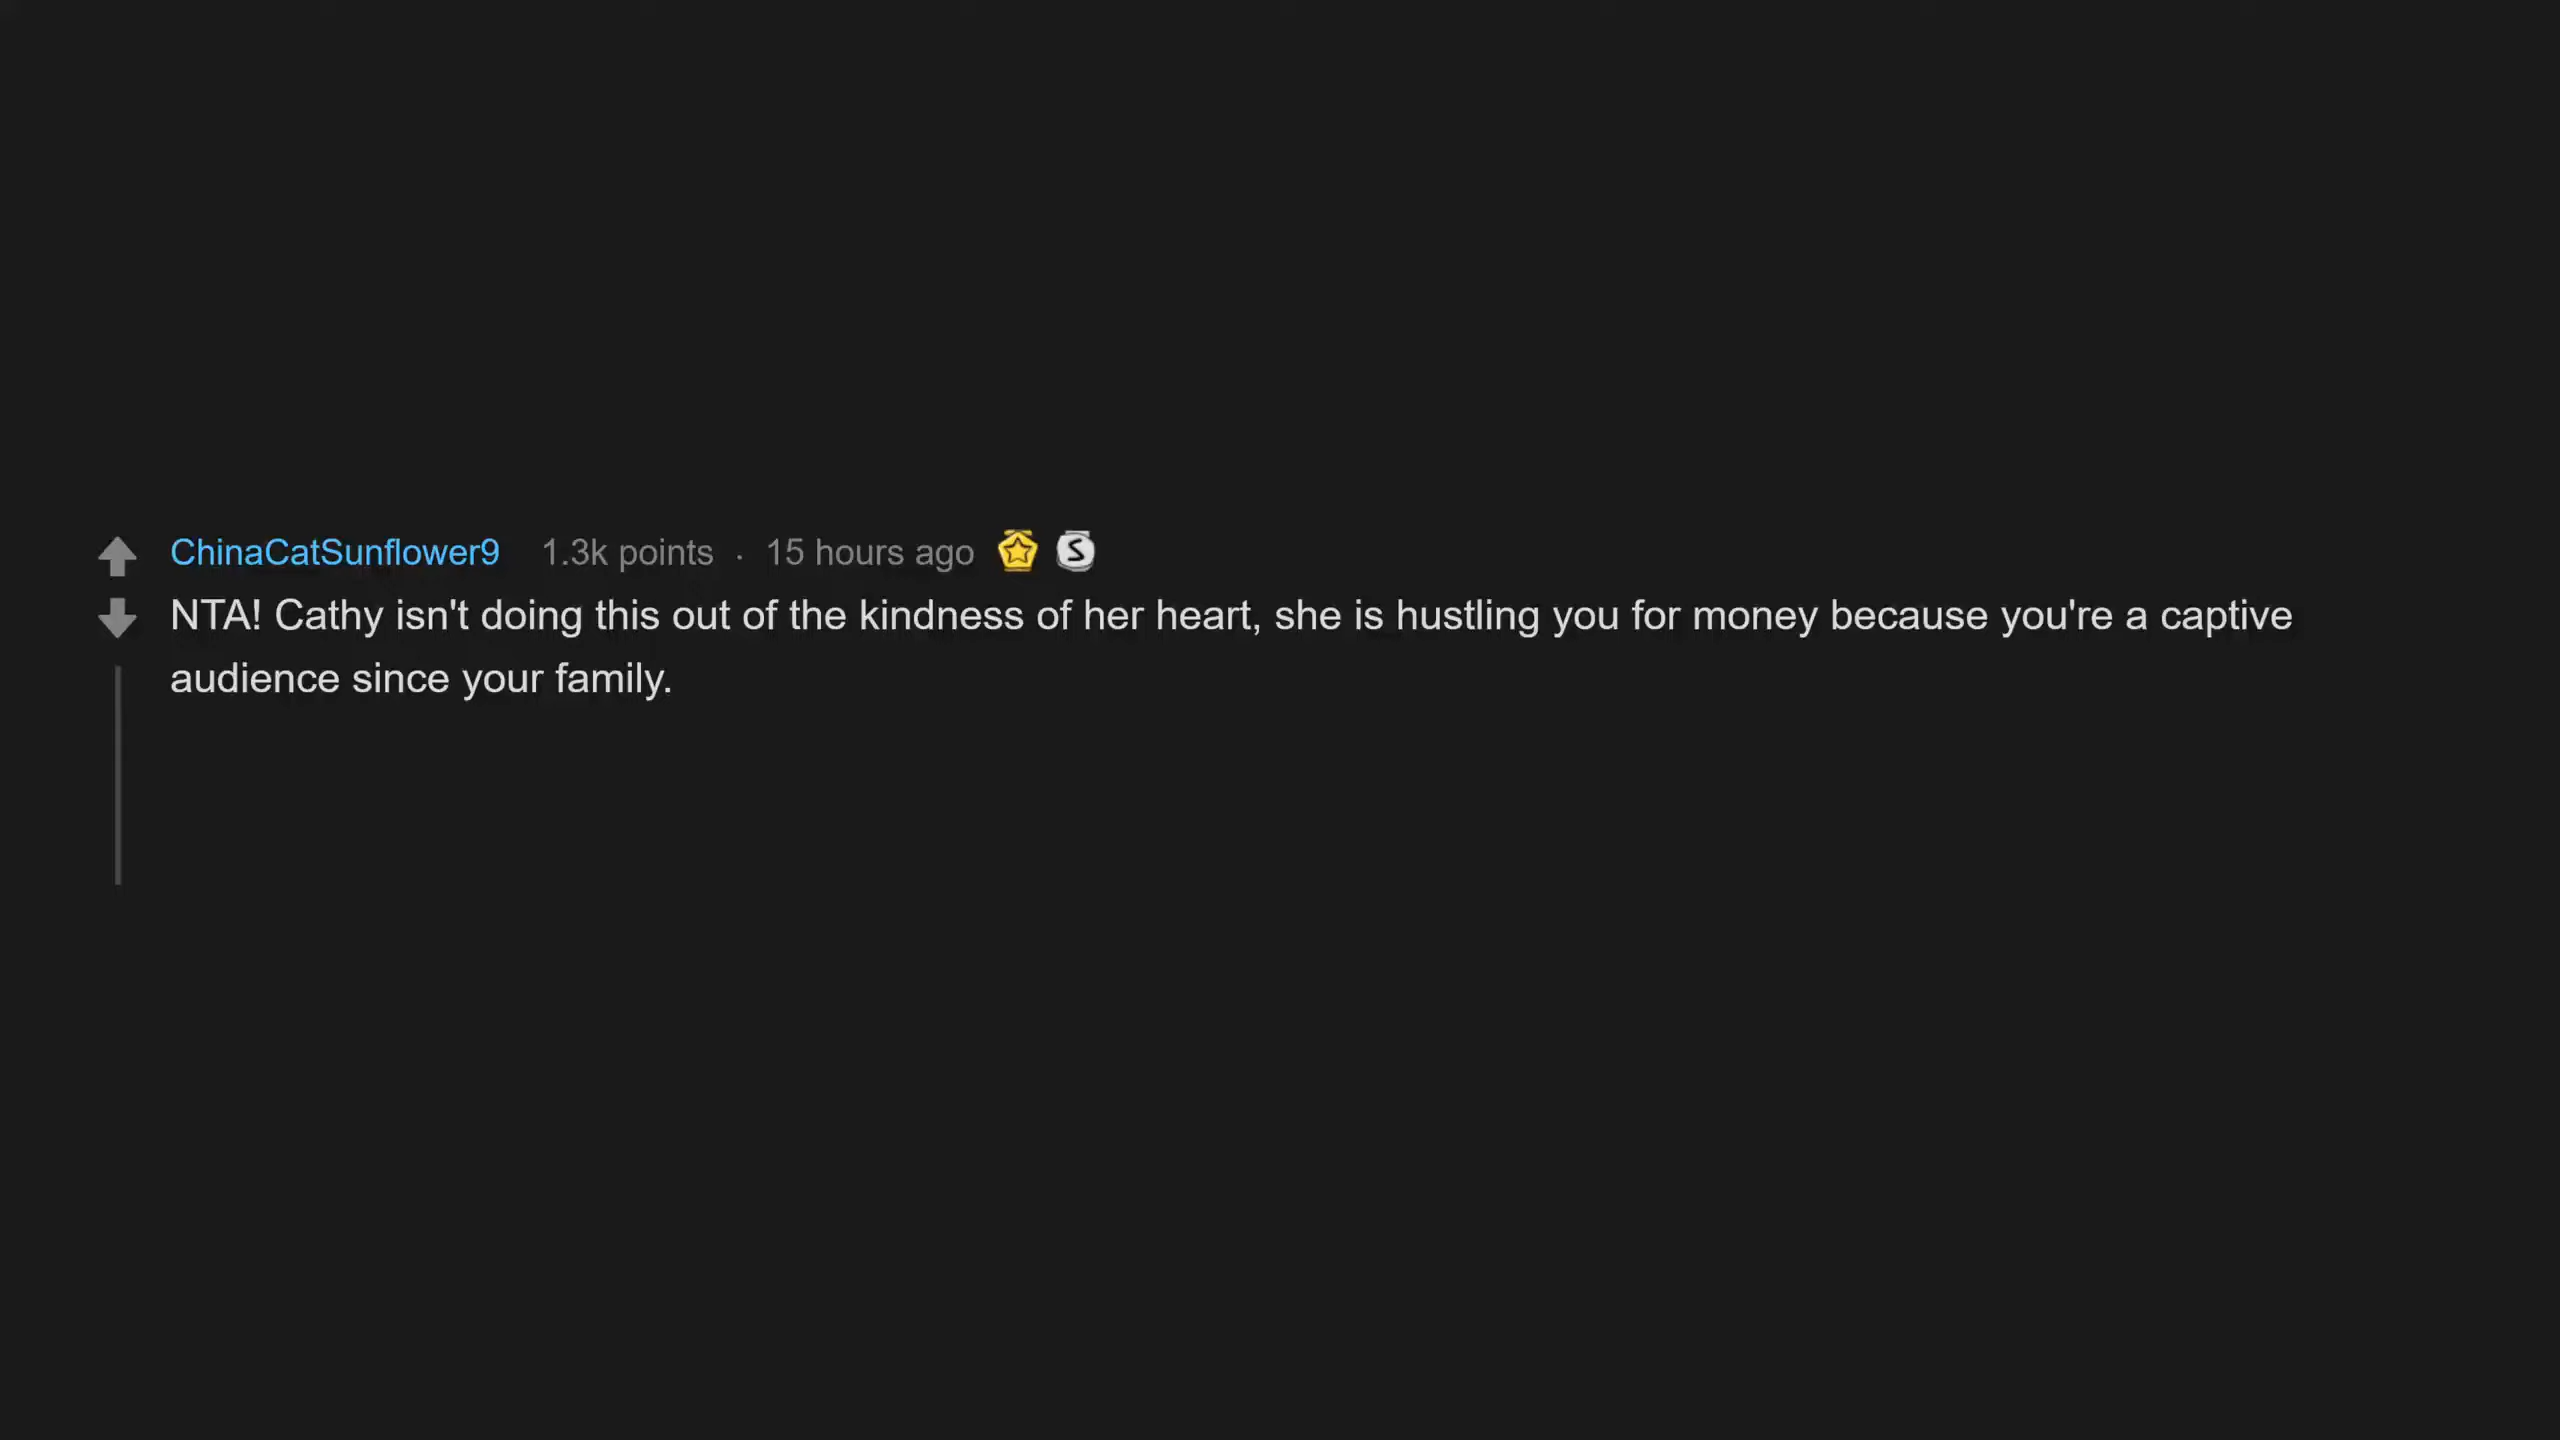 ChinaCatSunflower9 1.3k points · 15 hours ago
NTA! Cathy isn't doing this out of the kindness of her heart, she is hustling you for money because you're a captive
audience since your family.